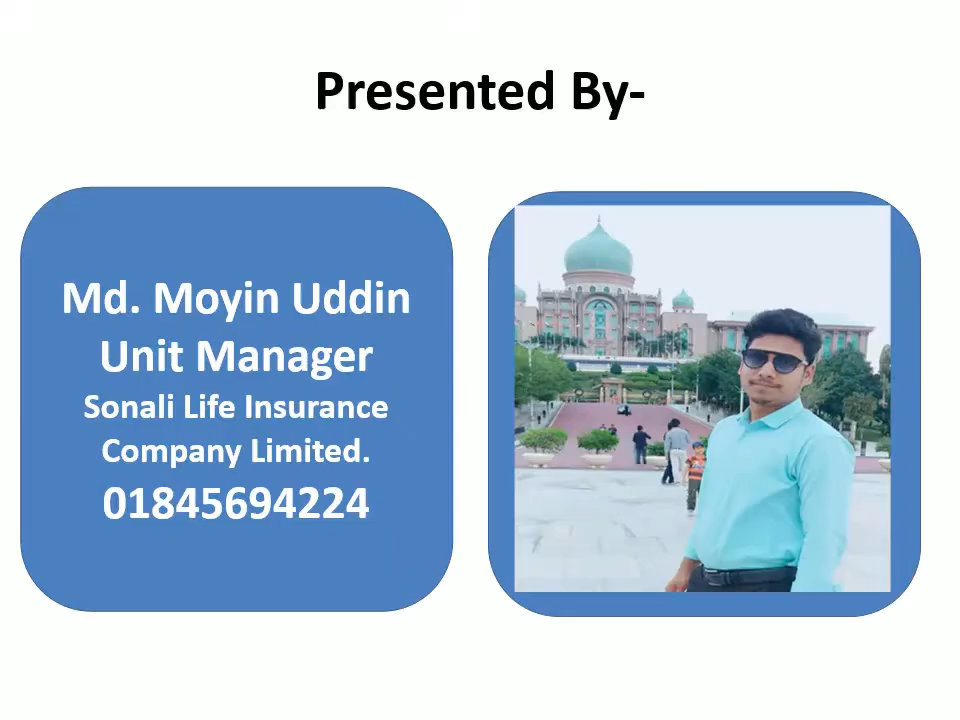 Presented By-
Md. Moyin Uddin
Unit Manager
Sonali Life Insurance
Company Limited.
01845694224